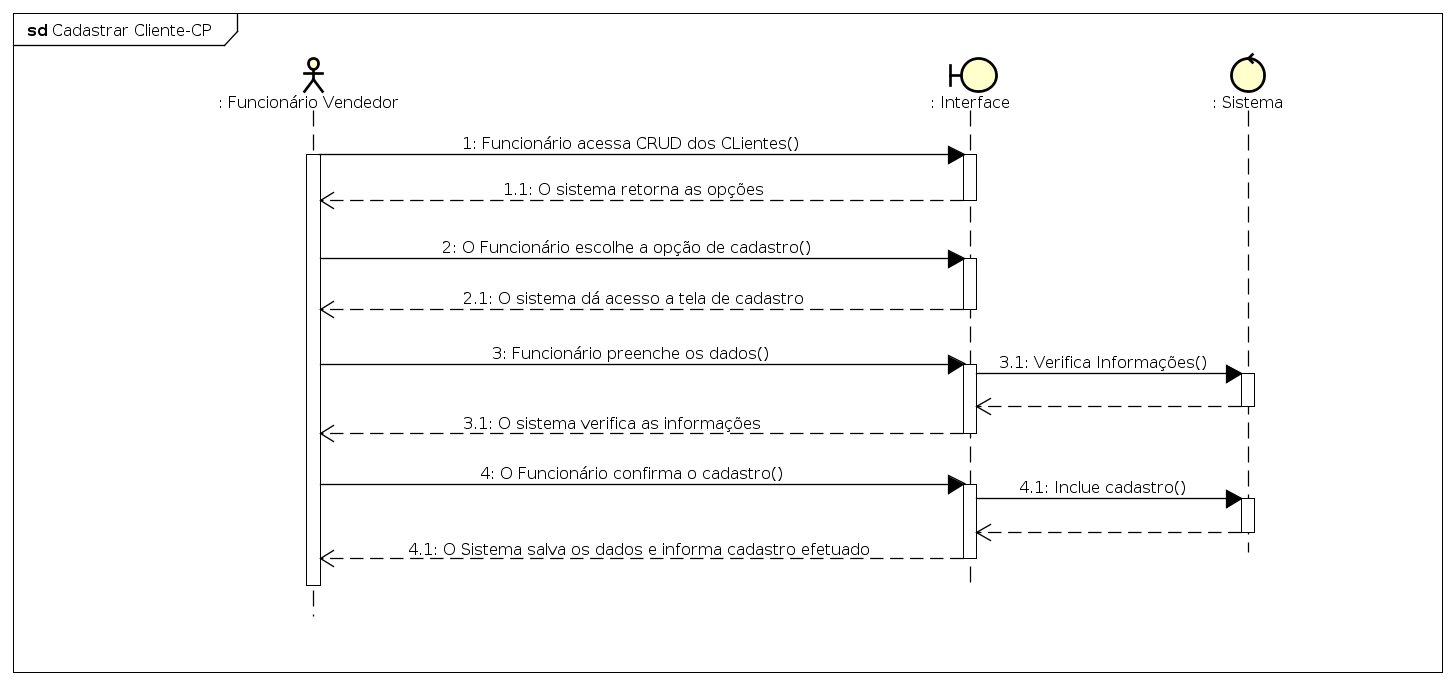 sd Cadastrar Cliente-CP
: Funcionário Vendedor
: Interface
: Sistema
1: Funcionário acessa CRUD dos CLientes()
1.1: O sistema retorna as opções
2: O Funcionário escolhe a opção de cadastro()
2.1: O sistema dá acesso a tela de cadastro
3: Funcionário preenche os dados()
3.1: Verifica Informações()
3.1: O sistema verifica as informações
4: O Funcionário confirma o cadastro()
4.1: Inclue cadastro()
4.1: O Sistema salva os dados e informa cadastro efetuado